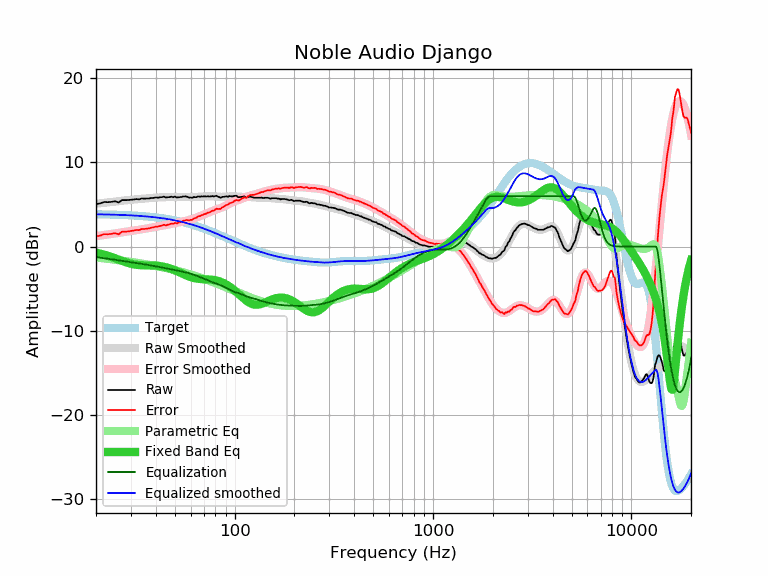 Noble Audio Django
20
10
0
−10
−20
−30
Amplitude (dBr)
Target
Raw Smoothed
Error Smoothed
Raw
Error
Parametric Eq
Fixed Band Eq
Equalization
Equalized smoothed
100
1000
10000
Frequency (Hz)